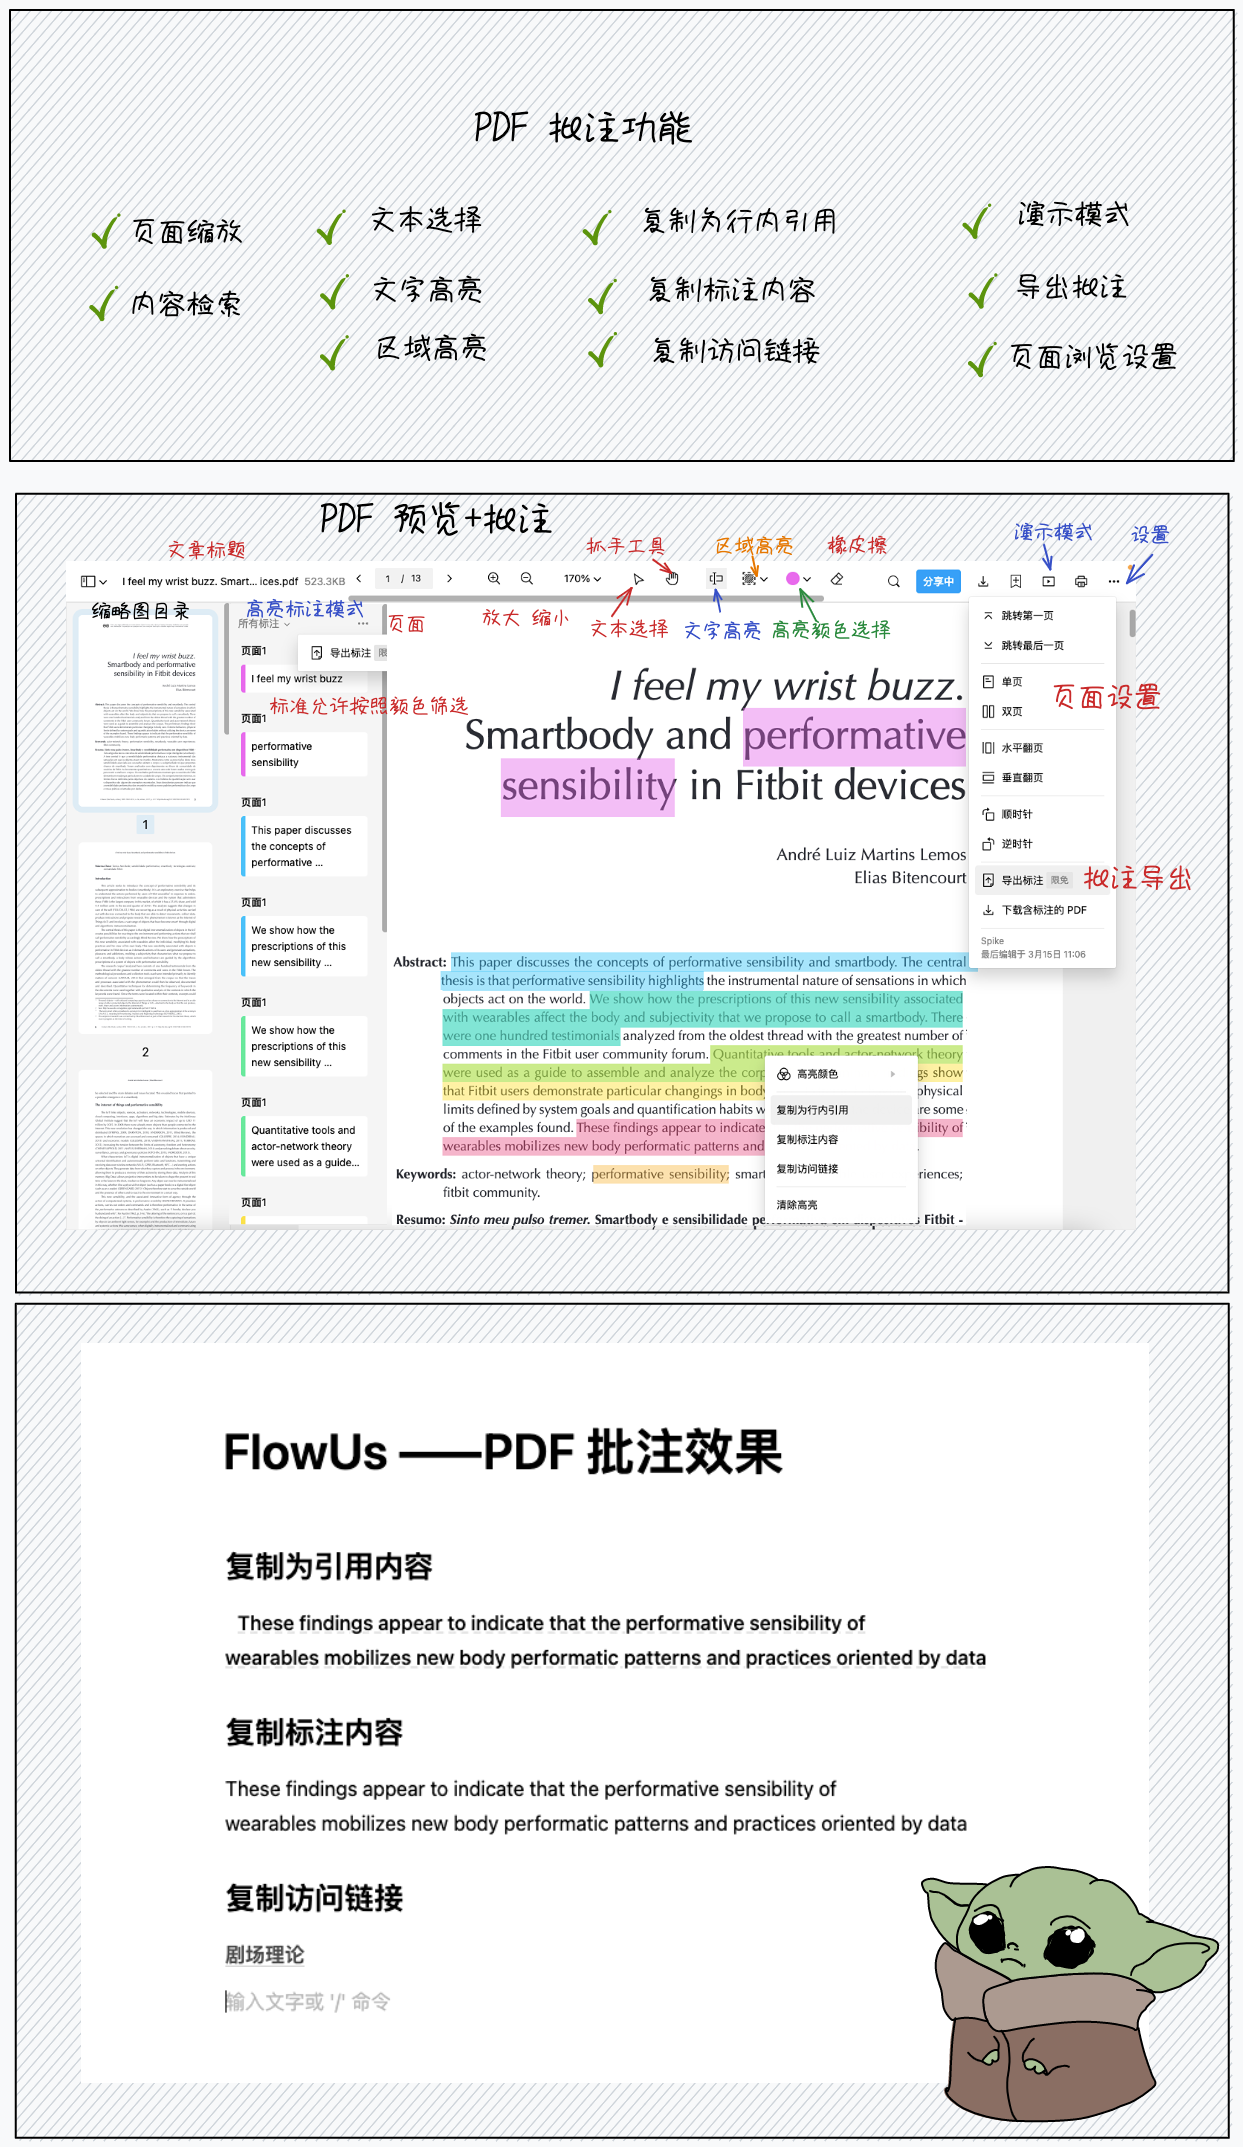 PDF 批注功能
页面缩放
文本选择
复制为行内引用
演示模式
内容检索
文字高亮
复制标注内容
导出批注
区域高亮
复制访问链接
页面浏览设置
PDF 预览+批注
文章标题
抓手工具
区域高亮
橡皮擦
演示模式
设置
I feel my wrist buzz. Smart... ices.pdf 523.3KB
1 / 13
170%
分享中
缩略图目录
高亮标注模式
页面
放大 缩小
文本选择
文字高亮
高亮颜色选择
所有标注
导出标注 限
标准允许按照颜色筛选
I feel my wrist buzz.
Smartbody and performative
sensibility in Fitbit devices
1
2
页面1
I feel my wrist buzz
页面1
performative
sensibility
页面1
This paper discusses
the concepts of
performative ...
页面1
We show how the
prescriptions of this
new sensibility ...
页面1
We show how the
prescriptions of this
new sensibility ...
页面1
Quantitative tools and
actor-network theory
were used as a guide...
页面1
I feel my wrist buzz.
Smartbody and performative
sensibility in Fitbit devices
André Luiz Martins Lemos
Elias Bitencourt
Abstract: This paper discusses the concepts of performative sensibility and smartbody. The central
thesis is that performative sensibility highlights the instrumental nature of sensations in which
objects act on the world. We show how the prescriptions of this new sensibility associated
with wearables affect the body and subjectivity that we propose to call a smartbody. There
were one hundred testimonials analyzed from the oldest thread with the greatest number of
comments in the Fitbit user community forum. Quantitative tools and actor-network theory
were used as a guide to assemble and analyze the corp gs show
that Fitbit users demonstrate particular changings in body physical
limits defined by system goals and quantification habits w are some
of the examples found. These findings appear to indicate bility of
wearables mobilizes new body performatic patterns and
Keywords: actor-network theory; performative sensibility; smart eriences;
fitbit community.
Resumo: Sinto meu pulso tremer. Smartbody e sensibilidade performativa em dispositivos Fitbit -
高亮颜色
复制为行内引用
复制标注内容
复制访问链接
清除高亮
跳转第一页
跳转最后一页
单页
双页
页面设置
水平翻页
垂直翻页
顺时针
逆时针
导出标注 限免
批注导出
下载含标注的 PDF
Spike
最后编辑于 3月15日 11:06
FlowUs ——PDF 批注效果
复制为引用内容
These findings appear to indicate that the performative sensibility of
wearables mobilizes new body performatic patterns and practices oriented by data
复制标注内容
These findings appear to indicate that the performative sensibility of
wearables mobilizes new body performatic patterns and practices oriented by data
复制访问链接
剧场理论
输入文字或 '/' 命令